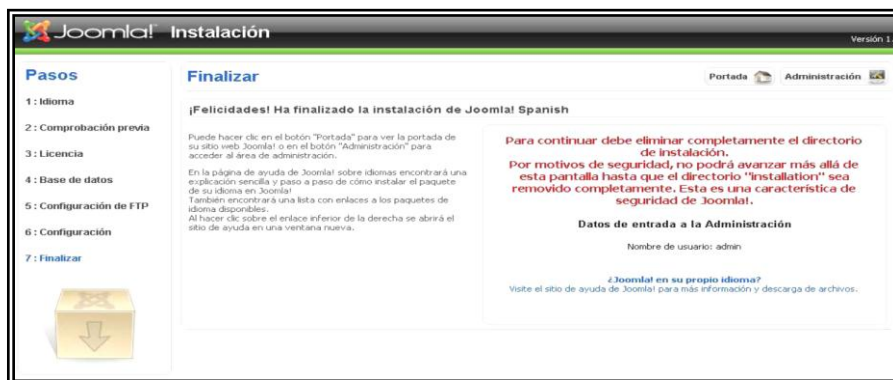 Joomla! Instalación
Versión 1.
Pasos
1 : Idioma
2 : Comprobación previa
3 : Licencia
4 : Base de datos
5 : Configuración de FTP
6 : Configuración
7 : Finalizar
Finalizar
Portada Administración
¡Felicidades! Ha finalizado la instalación de Joomla! Spanish
Puede hacer clic en el botón "Portada" para ver la portada de
su sitio web Joomla! o en el botón "Administración" para
acceder al área de administración.
En la página de ayuda de Joomla! sobre idiomas encontrará una
explicación sencilla y paso a paso de cómo instalar el paquete
de su idioma en Joomla!
También encontrará una lista con enlaces a los paquetes de
idioma disponibles.
Al hacer clic sobre el enlace inferior de la derecha se abrirá el
sitio de ayuda en una ventana nueva.
Para continuar debe eliminar completamente el directorio
de instalación.
Por motivos de seguridad, no podrá avanzar más allá de
esta pantalla hasta que el directorio "installation" sea
removido completamente. Esta es una característica de
seguridad de Joomla!.
Datos de entrada a la Administración
Nombre de usuario: admin
¿Joomla! en su propio idioma?
Visite el sitio de ayuda de Joomla! para más información y descarga de archivos.